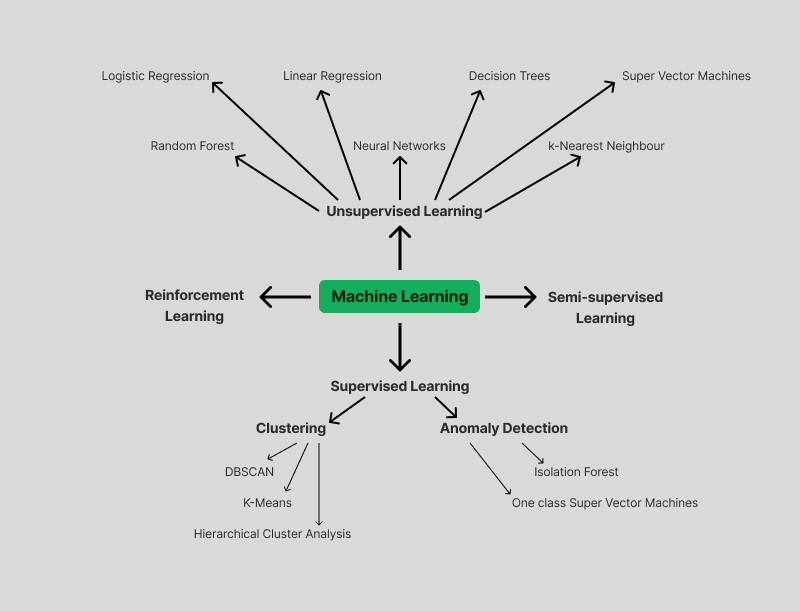 Logistic Regression
Linear Regression
Decision Trees
Super Vector Machines
Random Forest
Neural Networks
k-Nearest Neighbour
Unsupervised Learning
Reinforcement
Learning
Machine Learning
Semi-supervised
Learning
Supervised Learning
Clustering
Anomaly Detection
DBSCAN
Isolation Forest
K-Means
One class Super Vector Machines
Hierarchical Cluster Analysis